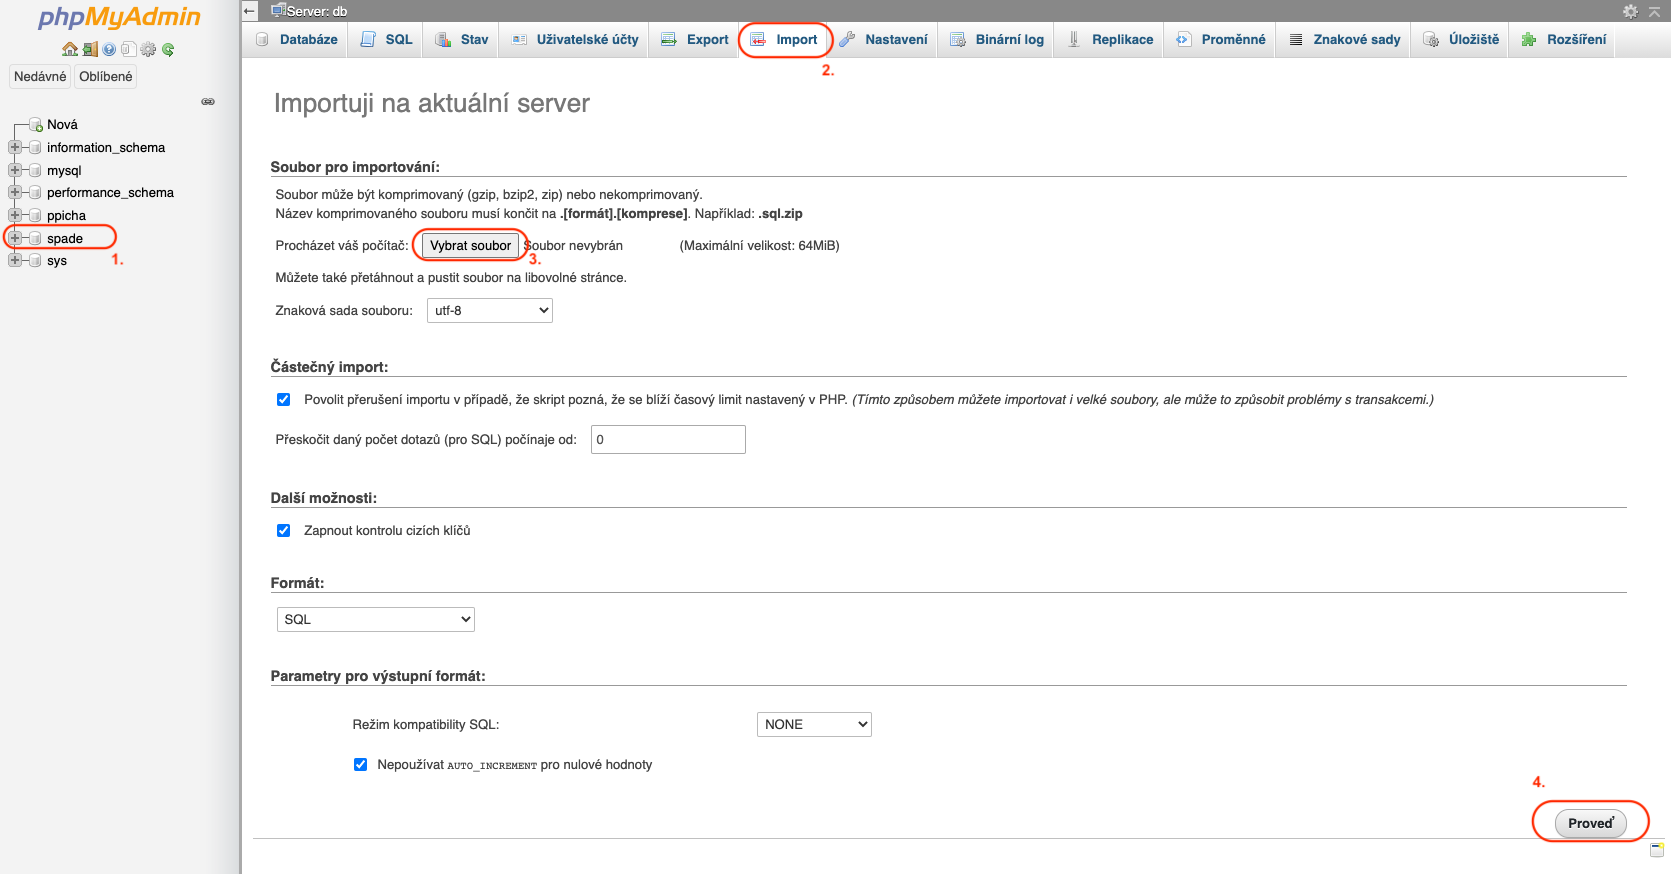 phpMyAdmin
Nedávné Oblíbené
Nová
information_schema
mysql
performance_schema
ppicha
spade
1.
sys
Server: db
Databáze SQL Stav Uživatelské účty Export Import Nastavení Binární log Replikace Proměnné Znakové sady Úložiště Rozšíření
2.
Importuji na aktuální server
Soubor pro importování:
Soubor může být komprimovaný (gzip, bzip2, zip) nebo nekomprimovaný.
Název komprimovaného souboru musí končit na .[formát].[komprese]. Například: .sql.zip
Procházet váš počítač: Vybrat soubor Soubor nevybrán (Maximální velikost: 64MiB)
3.
Můžete také přetáhnout a pustit soubor na libovolné stránce.
Znaková sada souboru: utf-8
Částečný import:
Povolit přerušení importu v případě, že skript pozná, že se blíží časový limit nastavený v PHP. (Tímto způsobem můžete importovat i velké soubory, ale může to způsobit problémy s transakcemi.)
Přeskočit daný počet dotazů (pro SQL) počínaje od: 0
Další možnosti:
Zapnout kontrolu cizích klíčů
Formát:
SQL
Parametry pro výstupní formát:
Režim kompatibility SQL: NONE
Nepoužívat AUTO_INCREMENT pro nulové hodnoty
4.
Proveď